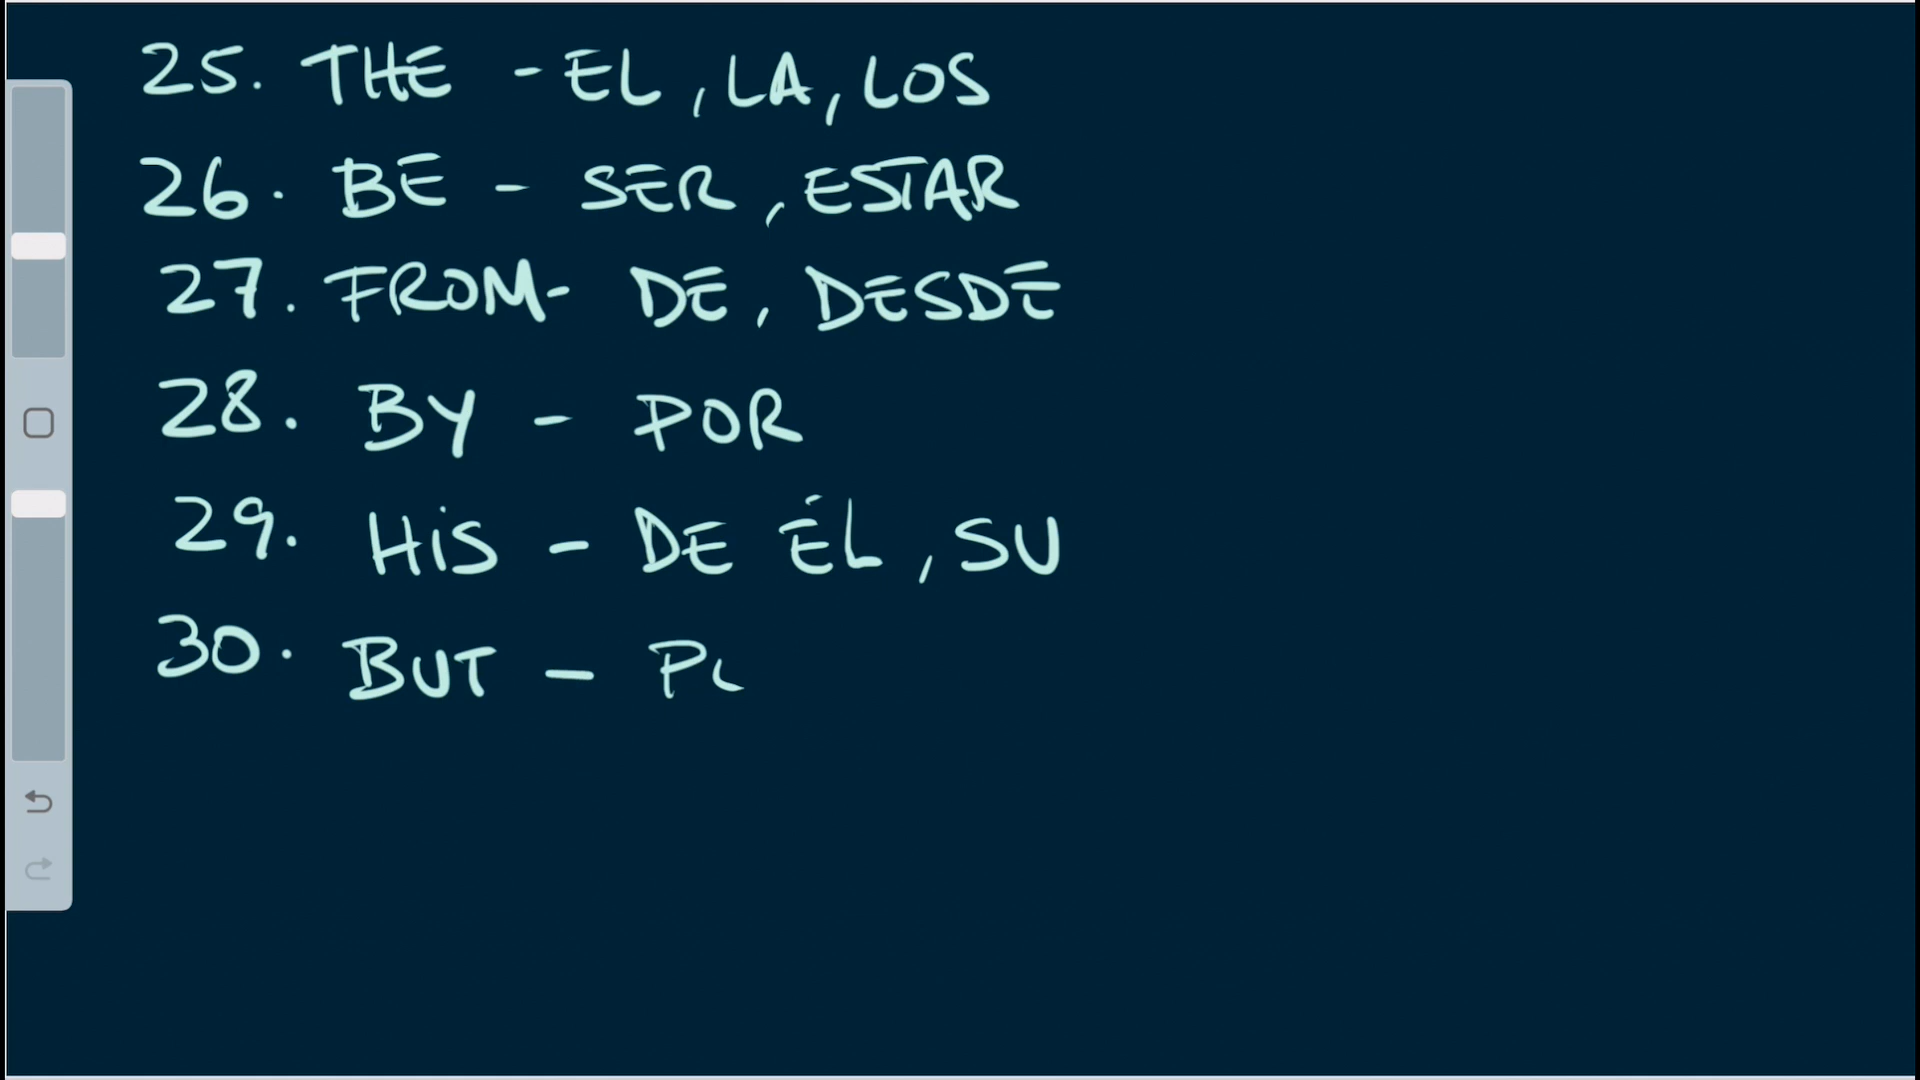 25. THE - EL, LA, LOS
26. BE - SER, ESTAR
27. FROM - DE, DESDE
28. BY - POR
29. HiS - DE ÉL, SU
30. BUT - P